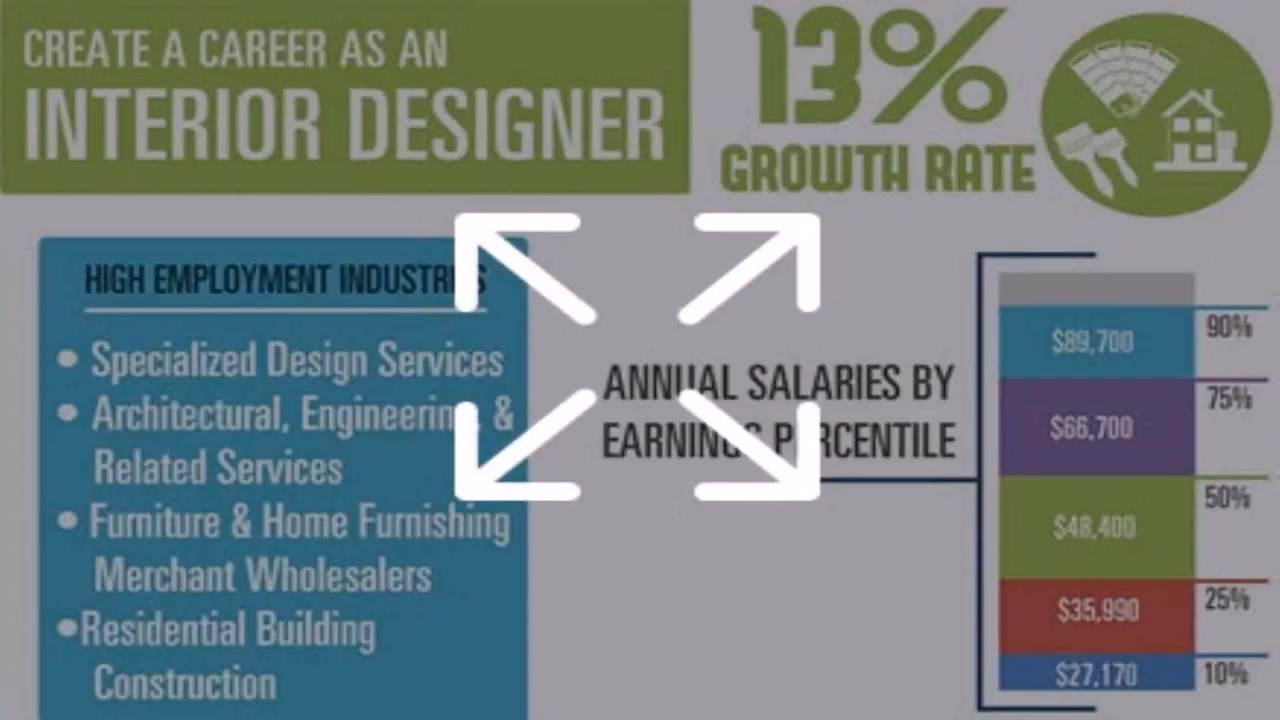 CREATE A CAREER AS AN
INTERIOR DESIGNER
13%
GROWTH RATE
HIGH EMPLOYMENT INDUSTRIES
• Specialized Design Services
• Architectural, Engineering, &
Related Services
• Furniture & Home Furnishing
Merchant Wholesalers
•Residential Building
Construction
ANNUAL SALARIES BY
EARNINGS PERCENTILE
90%
$89,700
75%
$66,700
50%
$48,400
25%
$35,990
10%
$27,170